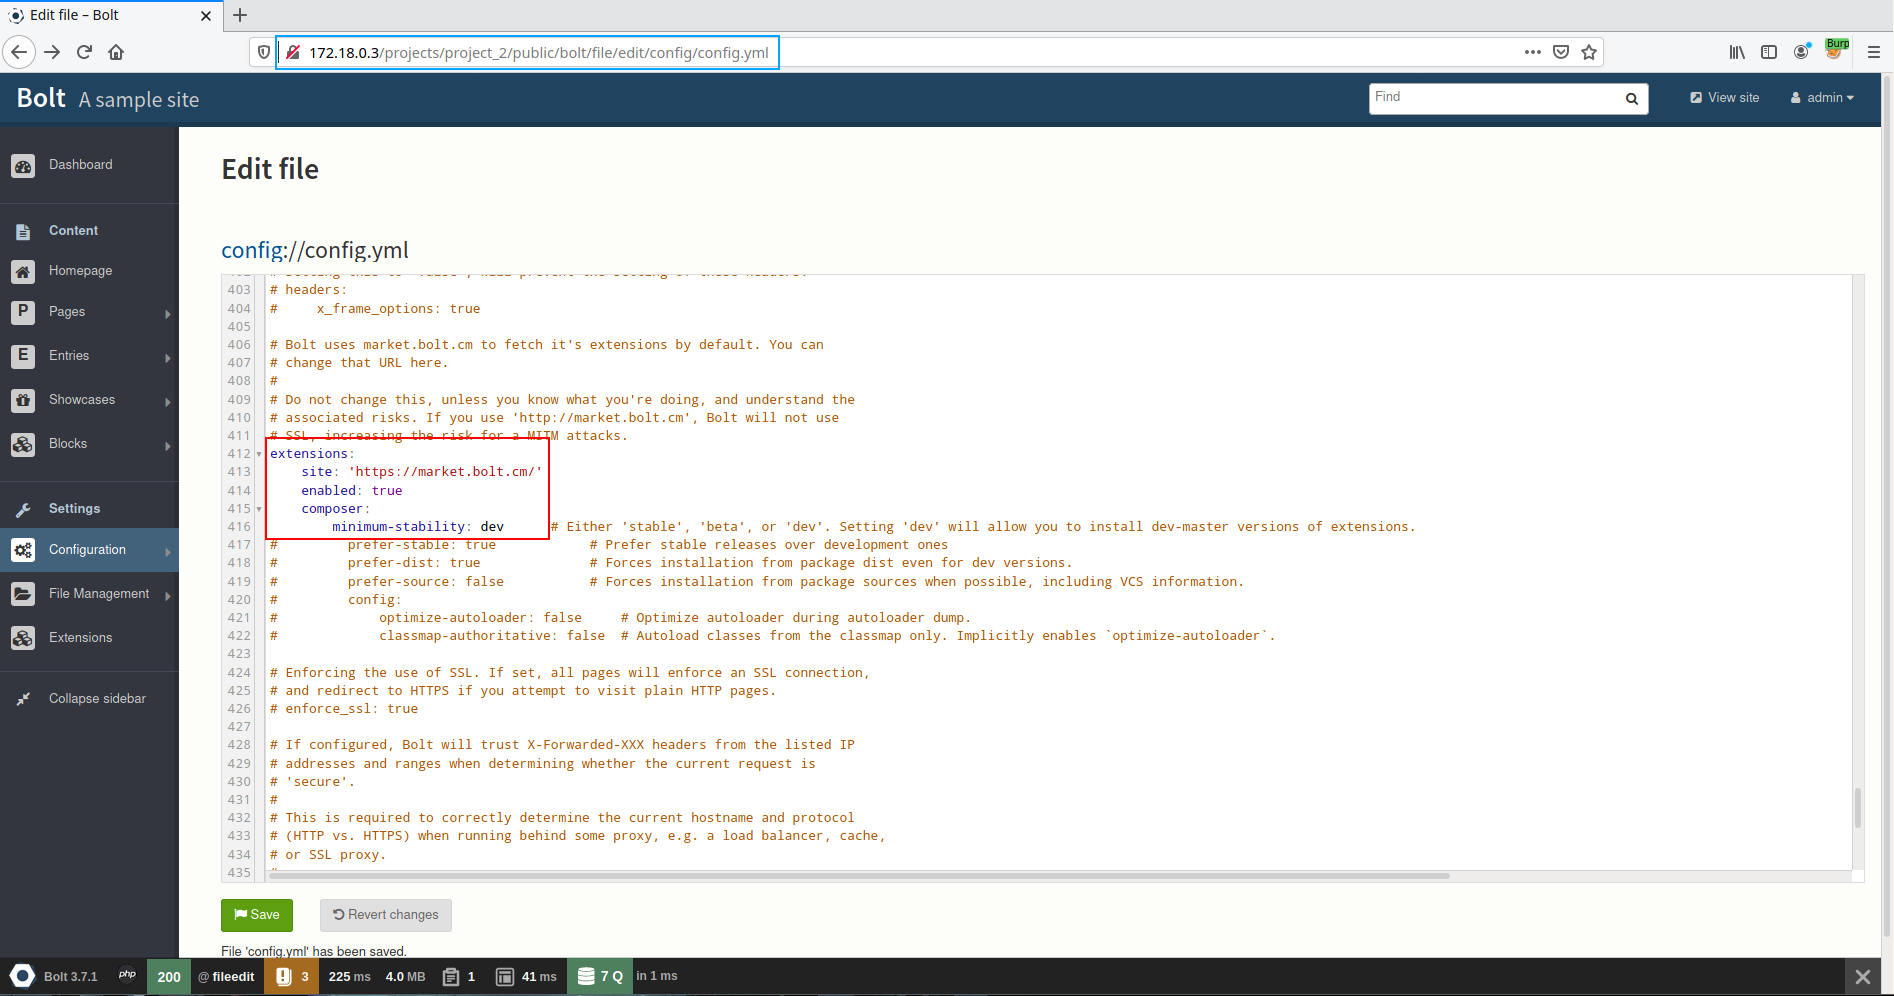 Edit file – Bolt
172.18.0.3/projects/project_2/public/bolt/file/edit/config/config.yml
Burp
Bolt A sample site
Find
View site
admin
Dashboard
Content
Homepage
P Pages
E Entries
Showcases
Blocks
Settings
Configuration
File Management
Extensions
Collapse sidebar
Edit file
config://config.yml
403 # headers:
404 #     x_frame_options: true
405
406 # Bolt uses market.bolt.cm to fetch it's extensions by default. You can
407 # change that URL here.
408 #
409 # Do not change this, unless you know what you're doing, and understand the
410 # associated risks. If you use 'http://market.bolt.cm', Bolt will not use
411 # SSL, increasing the risk for a MITM attacks.
412 extensions:
413     site: 'https://market.bolt.cm/'
414     enabled: true
415     composer:
416         minimum-stability: dev      # Either 'stable', 'beta', or 'dev'. Setting 'dev' will allow you to install dev-master versions of extensions.
417 #         prefer-stable: true            # Prefer stable releases over development ones
418 #         prefer-dist: true              # Forces installation from package dist even for dev versions.
419 #         prefer-source: false           # Forces installation from package sources when possible, including VCS information.
420 #         config:
421 #             optimize-autoloader: false     # Optimize autoloader during autoloader dump.
422 #             classmap-authoritative: false  # Autoload classes from the classmap only. Implicitly enables `optimize-autoloader`.
423
424 # Enforcing the use of SSL. If set, all pages will enforce an SSL connection,
425 # and redirect to HTTPS if you attempt to visit plain HTTP pages.
426 # enforce_ssl: true
427
428 # If configured, Bolt will trust X-Forwarded-XXX headers from the listed IP
429 # addresses and ranges when determining whether the current request is
430 # 'secure'.
431 #
432 # This is required to correctly determine the current hostname and protocol
433 # (HTTP vs. HTTPS) when running behind some proxy, e.g. a load balancer, cache,
434 # or SSL proxy.
435
Save
Revert changes
File 'config.yml' has been saved.
Bolt 3.7.1 php 200 @ fileedit 3 225 ms 4.0 MB 1 41 ms 7 Q in 1 ms